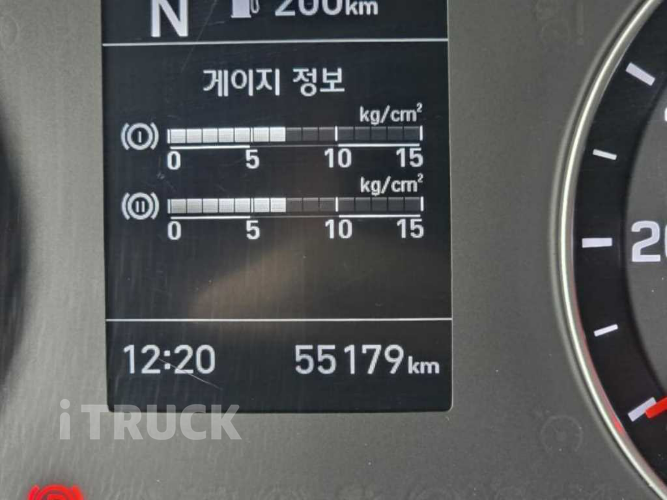 N 200km
게이지 정보
kg/cm²
I
0 5 10 15
kg/cm²
II
0 5 10 15
12:20 55179km
iTRUCK